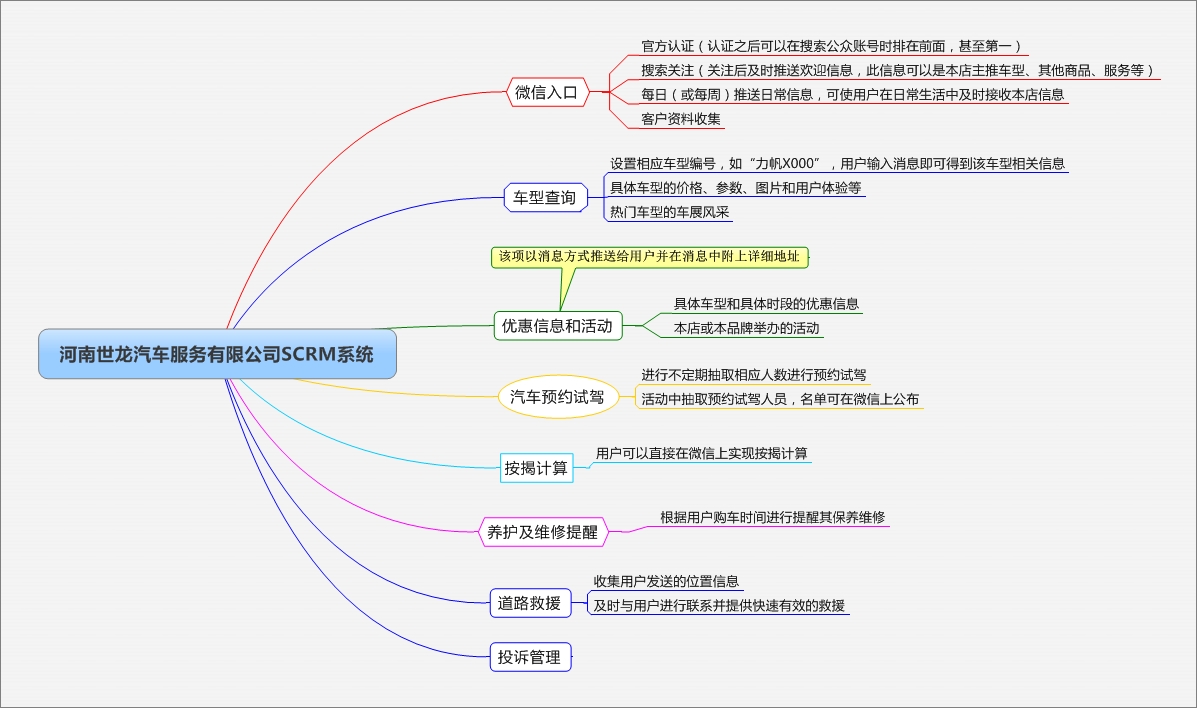 官方认证（认证之后可以在搜索公众账号时排在前面，甚至第一）
搜索关注（关注后及时推送欢迎信息，此信息可以是本店主推车型、其他商品、服务等）
微信入口
每日（或每周）推送日常信息，可使用户在日常生活中及时接收本店信息
客户资料收集
设置相应车型编号，如“力帆X000”，用户输入消息即可得到该车型相关信息
车型查询
具体车型的价格、参数、图片和用户体验等
热门车型的车展风采
该项以消息方式推送给用户并在消息中附上详细地址
优惠信息和活动
具体车型和具体时段的优惠信息
本店或本品牌举办的活动
河南世龙汽车服务有限公司SCRM系统
汽车预约试驾
进行不定期抽取相应人数进行预约试驾
活动中抽取预约试驾人员，名单可在微信上公布
按揭计算
用户可以直接在微信上实现按揭计算
养护及维修提醒
根据用户购车时间进行提醒其保养维修
道路救援
收集用户发送的位置信息
及时与用户进行联系并提供快速有效的救援
投诉管理